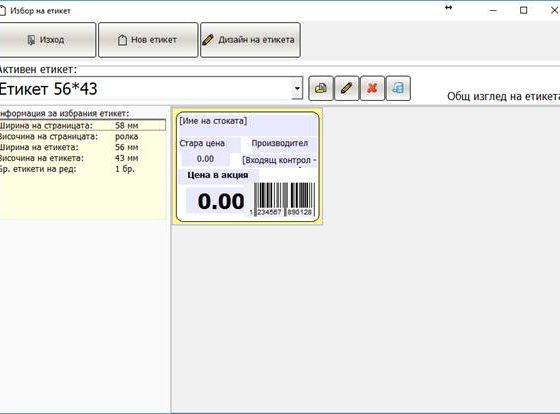 Избор на етикет
Изход
Нов етикет
Дизайн на етикета
Активен етикет:
Етикет 56*43
Общ изглед на етикета
нформация за избрания етикет:
Ширина на страницата: 58 мм
Височина на страницата: ролка
Ширина на етикета: 56 мм
Височина на етикета: 43 мм
Бр. етикети на ред: 1 бр.
[Име на стоката]
Стара цена Производител
0.00 [Входящ контрол -
Цена в акция
0.00
1 234567 890128